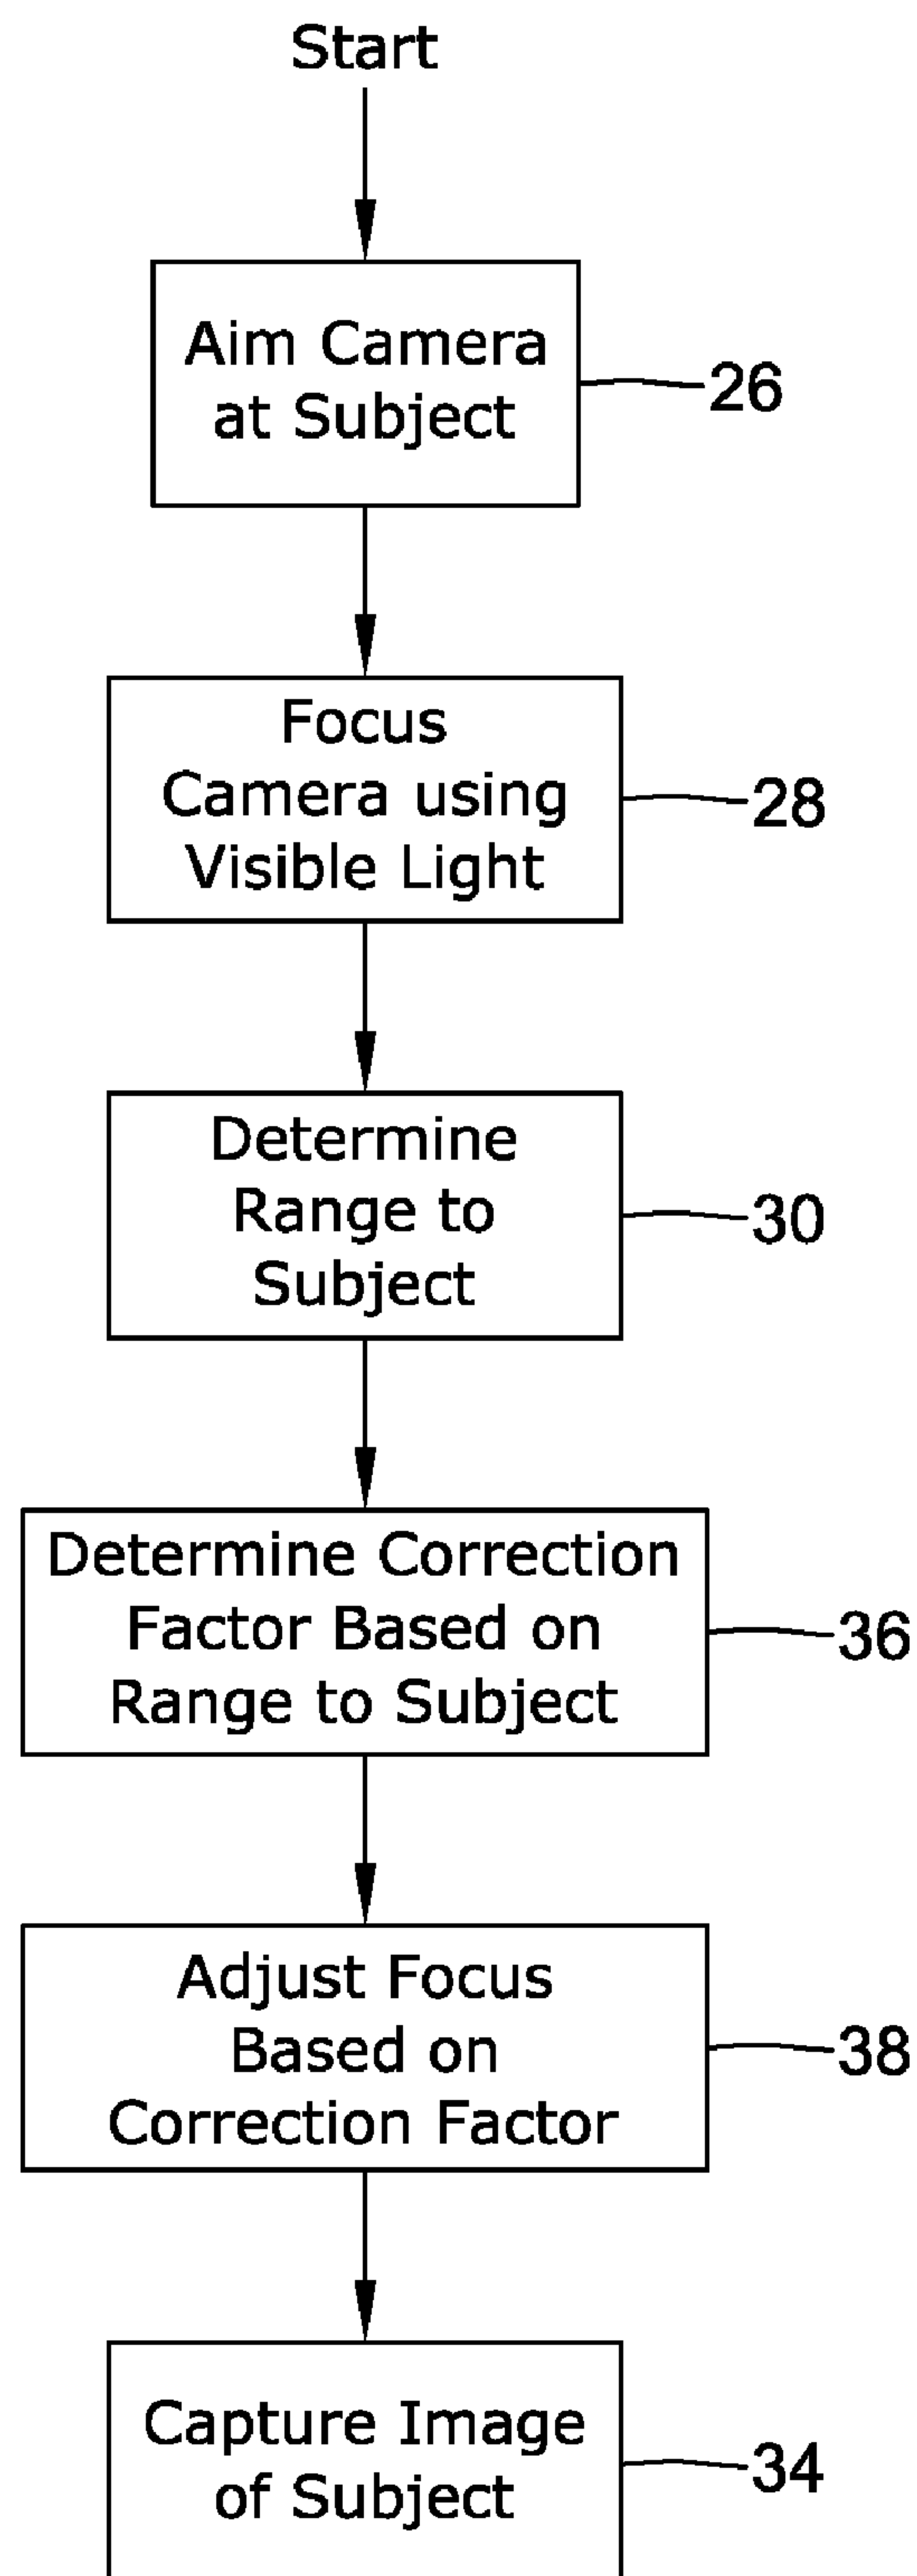 Start
Aim Camera
at Subject
26
Focus
Camera using
Visible Light
28
Determine
Range to
Subject
30
Determine Correction
Factor Based on
Range to Subject
36
Adjust Focus
Based on
Correction Factor
38
Capture Image
of Subject
34